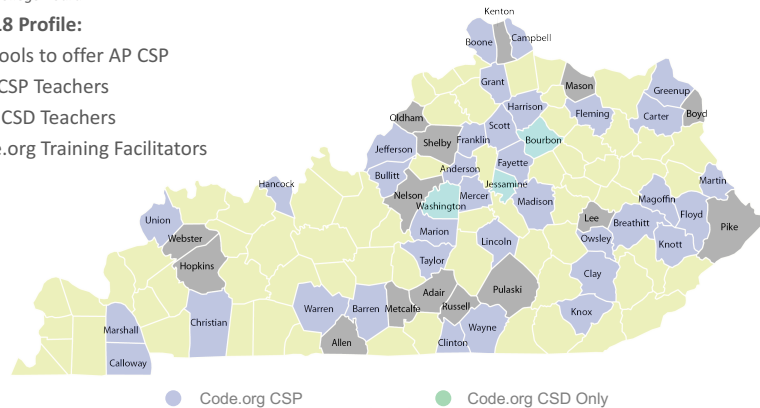 18 Profile:
ools to offer AP CSP
CSP Teachers
CSD Teachers
e.org Training Facilitators
Kenton
Boone
Campbell
Grant
Mason
Greenup
Harrison
Fleming
Carter
Boyd
Oldham
Scott
Shelby
Franklin
Bourbon
Jefferson
Anderson
Fayette
Bullitt
Hancock
Jessamine
Martin
Nelson
Washington
Mercer
Madison
Magoffin
Union
Lee
Breathitt
Floyd
Pike
Marion
Webster
Lincoln
Owsley
Knott
Hopkins
Taylor
Clay
Adair
Pulaski
Warren
Barren
Metcalfe
Russell
Knox
Marshall
Christian
Wayne
Allen
Clinton
Calloway
Code.org CSP
Code.org CSD Only